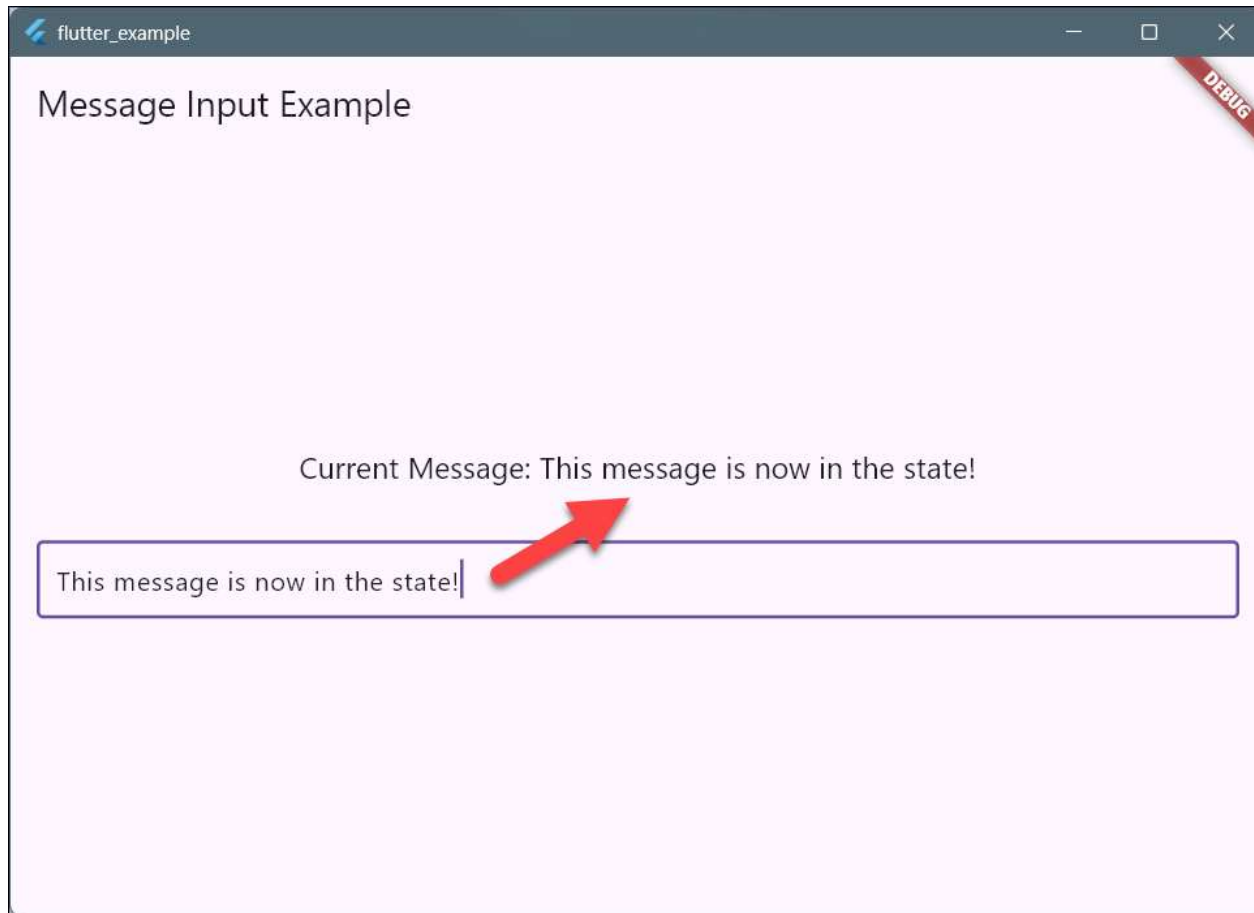 flutter_example
DEBUG
Message Input Example
Current Message: This message is now in the state!
This message is now in the state!